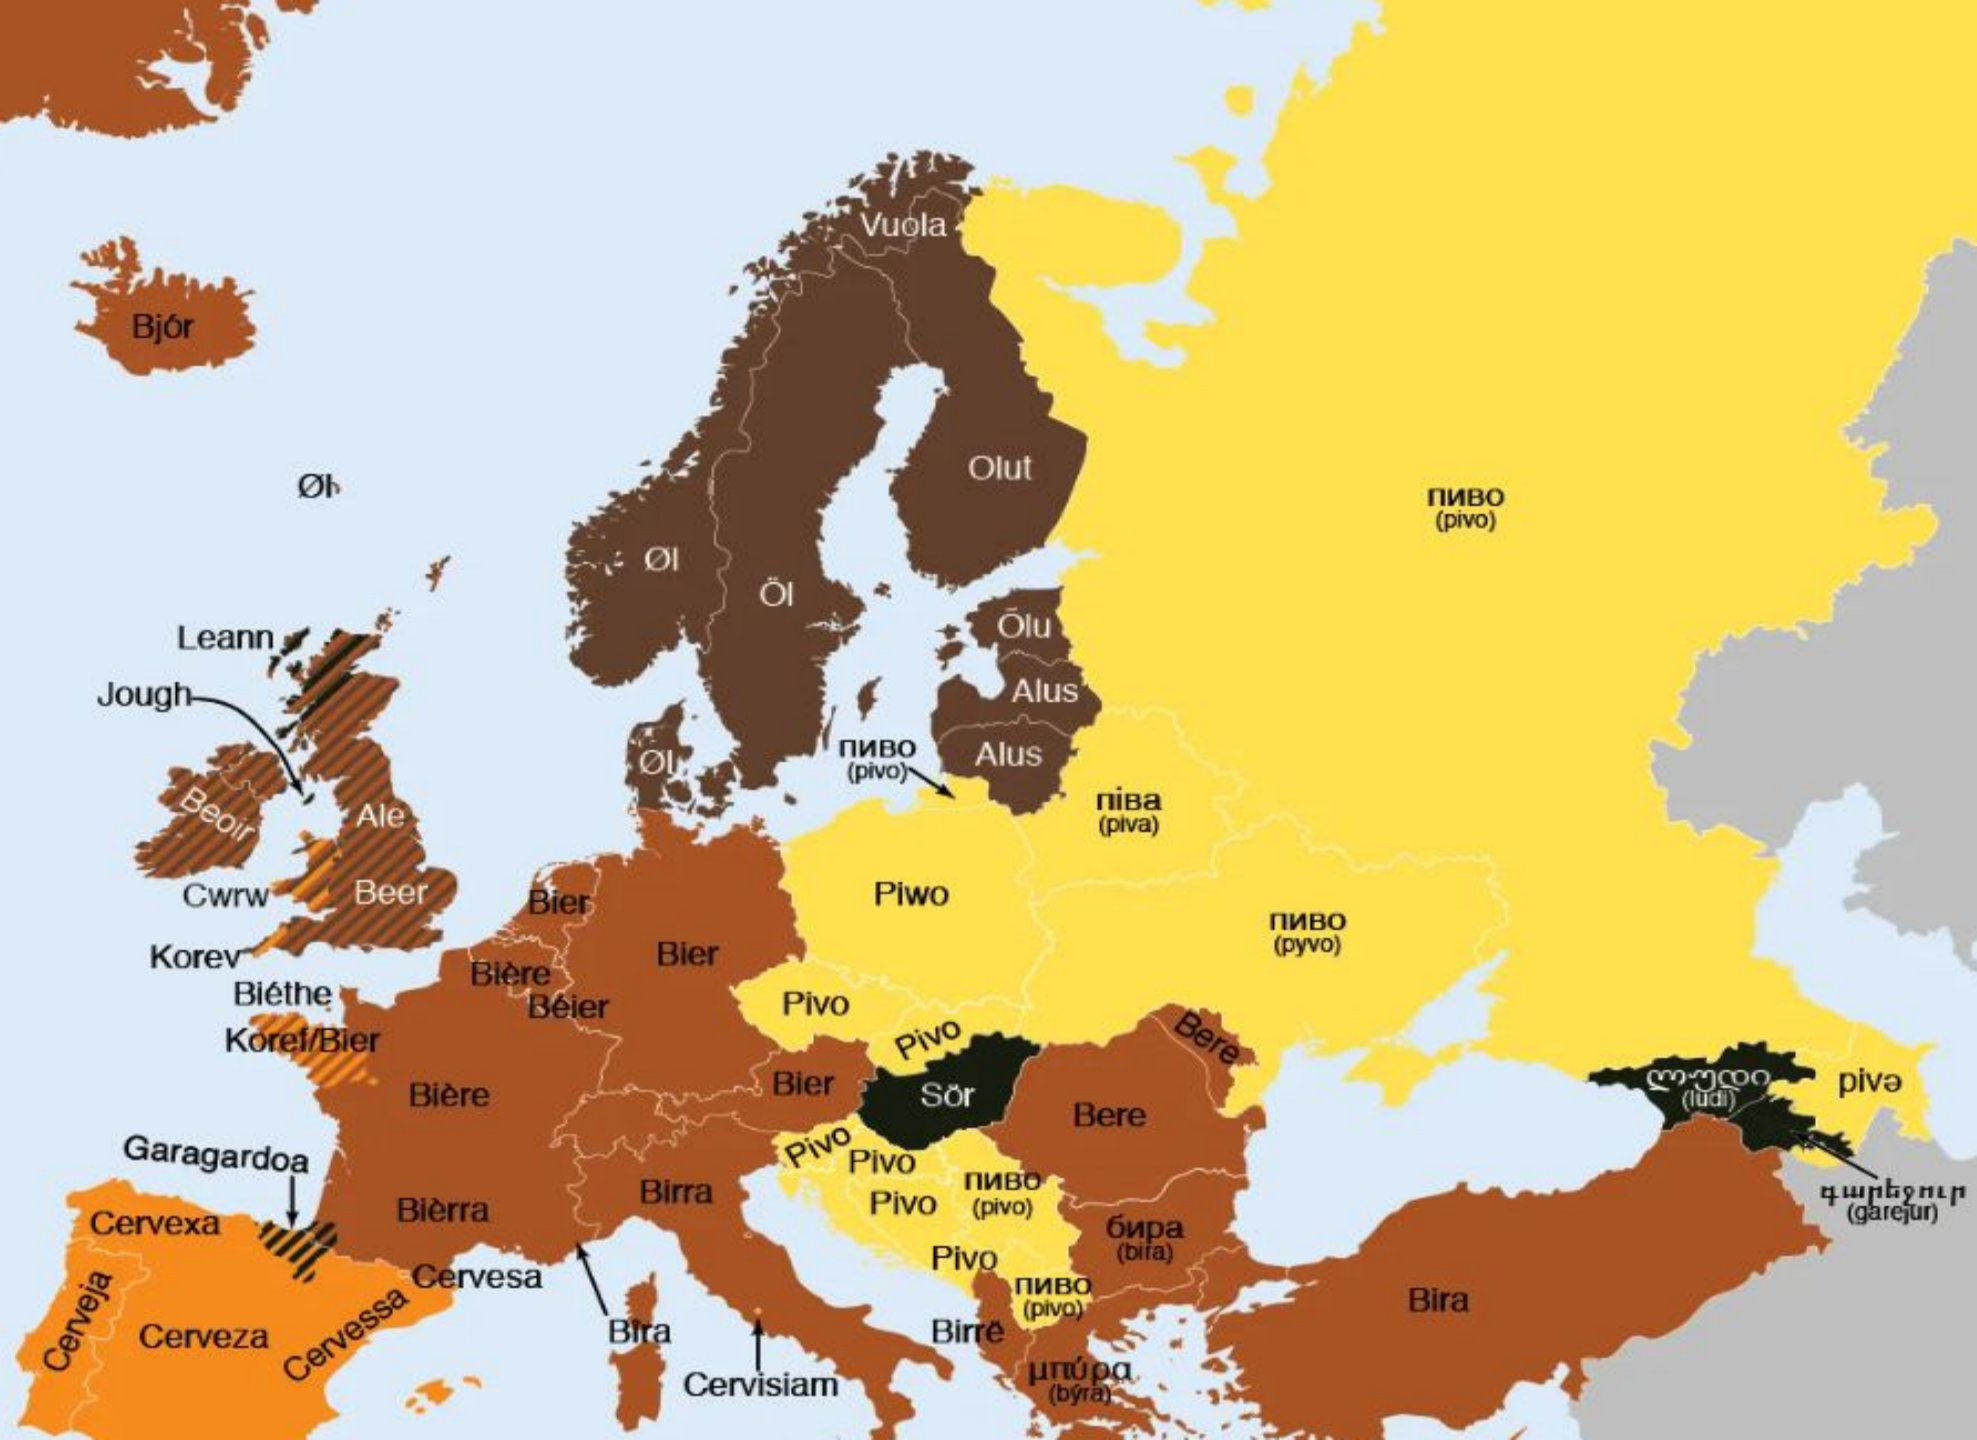 Vuola
Bjór
Olut
Øl
пиво
(pivo)
Øl
Öl
Õlu
Leann
Alus
Jough
пиво
(pivo)
Alus
Øl
Beoir
Ale
піва
(piva)
Cwrw
Beer
Bier
Piwo
пиво
(pyvo)
Korev
Bier
Bière
Biéthe
Béier
Pivo
Koref/Bier
Pivo
Bere
Bière
Bier
Sör
Bere
ლუდი
(ludi)
pivə
Garagardoa
Pivo
Pivo
Birra
Pivo
пиво
(pivo)
գարեջուր
(garejur)
Cervexa
Bièrra
бира
(bira)
Cervesa
Pivo
пиво
(pivo)
Cerveja
Cerveza
Cervessa
Bîra
Cervisiam
Birrë
μπύρα
(býra)
Bira